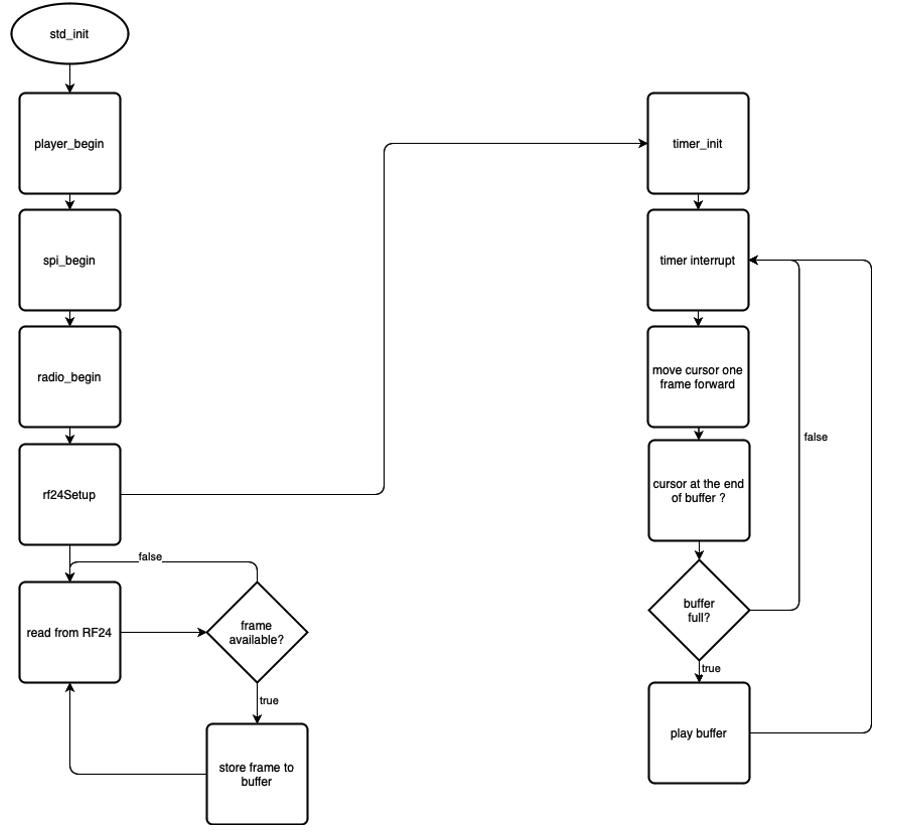 std_init
player_begin
spi_begin
radio_begin
rf24Setup
false
read from RF24
frame
available?
true
store frame to
buffer
timer_init
timer interrupt
move cursor one
frame forward
false
cursor at the end
of buffer ?
buffer
full?
true
play buffer